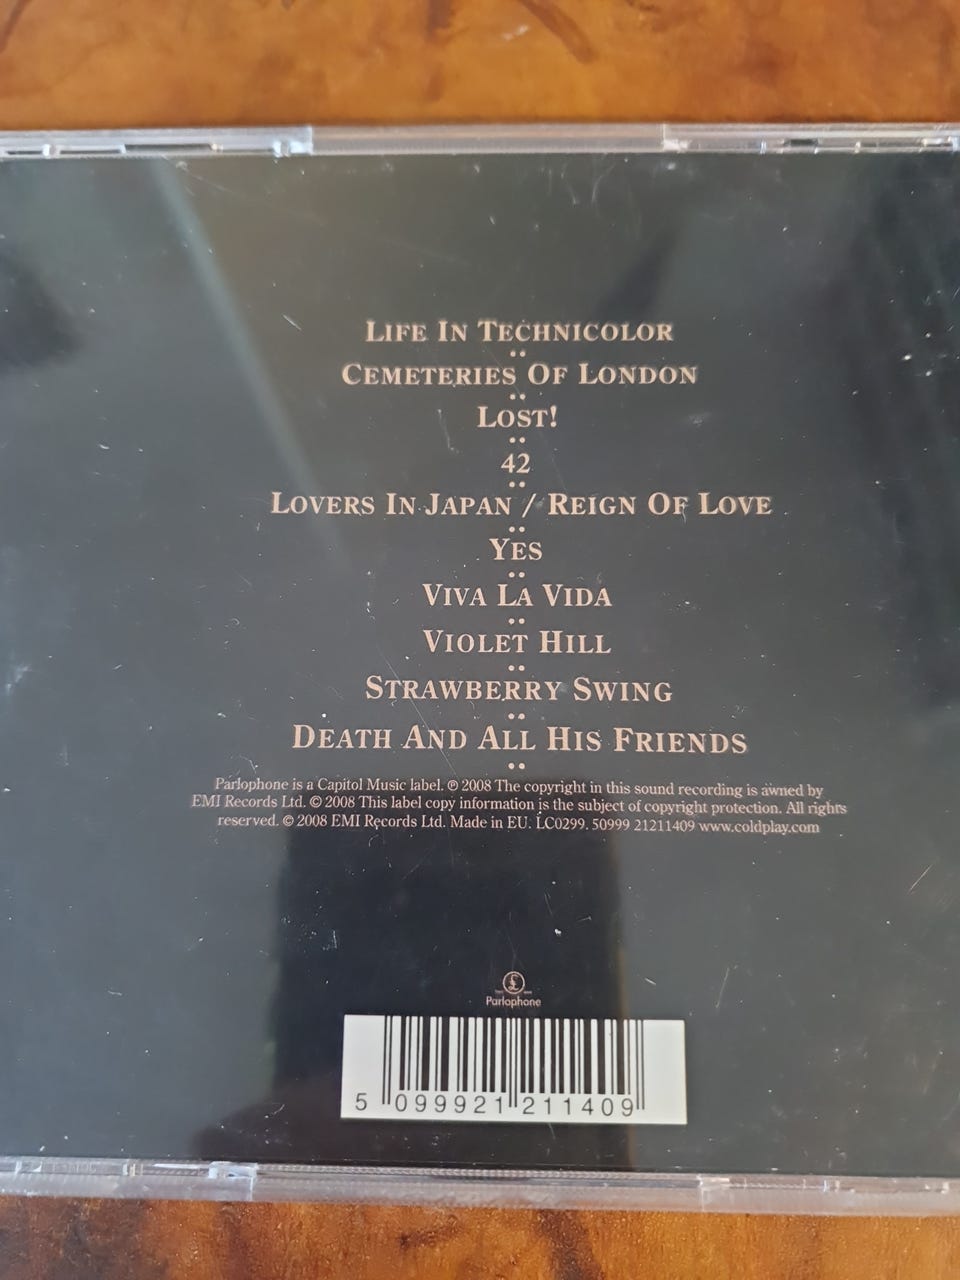 LIFE IN TECHNICOLOR
CEMETERIES OF LONDON
LOST!
42
LOVERS IN JAPAN / REIGN OF LOVE
YES
VIVA LA VIDA
VIOLET HILL
STRAWBERRY SWING
DEATH AND ALL HIS FRIENDS
Parlophone is a Capitol Music label. ℗ 2008 The copyright in this sound recording is owned by
EMI Records Ltd. © 2008 This label copy information is the subject of copyright protection. All rights
reserved. © 2008 EMI Records Ltd. Made in EU. LC0299. 50999 21211409 www.coldplay.com
£
Parlophone
5 099921 211409